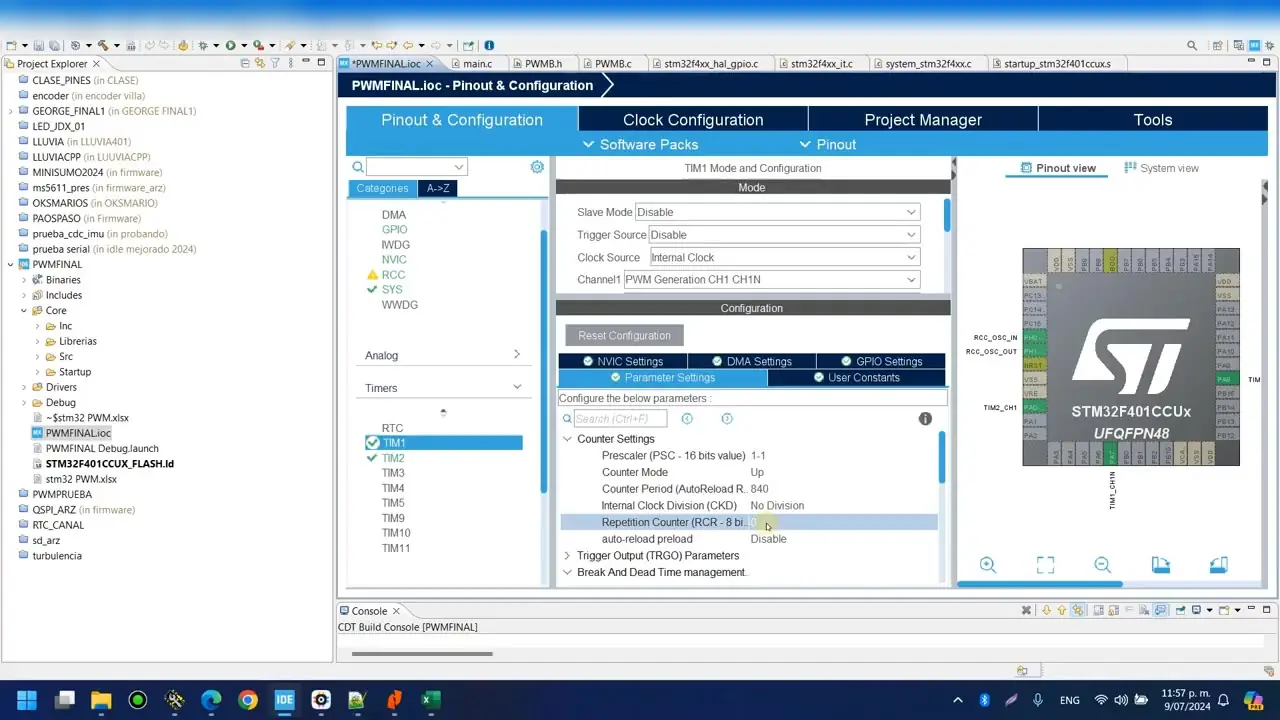 Project Explorer
CLASE_PINES (in CLASE)
encoder (in encoder villa)
GEORGE_FINAL1 (in GEORGE FINAL1)
LED_JDX_01
LLUVIA (in LLUVIA401)
LLUVIACPP (in LUUVIACPP)
MINISUMO2024 (in firmware)
ms5611_pres (in firmware_arz)
OKSMARIOS (in OKSMARIO)
PAOSPASO (in Firmware)
prueba_cdc_imu (in probando)
prueba serial (in idle mejorado 2024)
PWMFINAL
Binaries
Includes
Core
Inc
Librerias
Src
Startup
Drivers
Debug
~$stm32 PWM.xlsx
PWMFINAL.ioc
PWMFINAL Debug.launch
STM32F401CCUX_FLASH.ld
stm32 PWM.xlsx
PWMPRUEBA
QSPI_ARZ (in firmware)
RTC_CANAL
sd_arz
turbulencia
*PWMFINAL.ioc
main.c
PWMB.h
PWMB.c
stm32f4xx_hal_gpio.c
stm32f4xx_it.c
system_stm32f4xx.c
startup_stm32f401ccux.s
PWMFINAL.ioc - Pinout & Configuration
Pinout & Configuration
Clock Configuration
Project Manager
Tools
Software Packs
Pinout
Categories
A->Z
DMA
GPIO
IWDG
NVIC
RCC
SYS
WWDG
Analog
Timers
RTC
TIM1
TIM2
TIM3
TIM4
TIM5
TIM9
TIM10
TIM11
TIM1 Mode and Configuration
Mode
Slave Mode Disable
Trigger Source Disable
Clock Source Internal Clock
Channel1 PWM Generation CH1 CH1N
Configuration
Reset Configuration
NVIC Settings
DMA Settings
GPIO Settings
Parameter Settings
User Constants
Configure the below parameters :
Search (Ctrl+F)
Counter Settings
Prescaler (PSC - 16 bits value) 1-1
Counter Mode Up
Counter Period (AutoReload R.. 840
Internal Clock Division (CKD) No Division
Repetition Counter (RCR - 8 bi...
auto-reload preload Disable
Trigger Output (TRGO) Parameters
Break And Dead Time management.
Pinout view
System view
RCC_OSC_IN
RCC_OSC_OUT
TIM2_CH1
TIM
TIM1_CH1N
VBAT
PC13
NRST
VSS
VDD
STM32F401CCUx
UFQFPN48
Console
CDT Build Console [PWMFINAL]
IDE
ENG
11:57 p. m.
9/07/2024